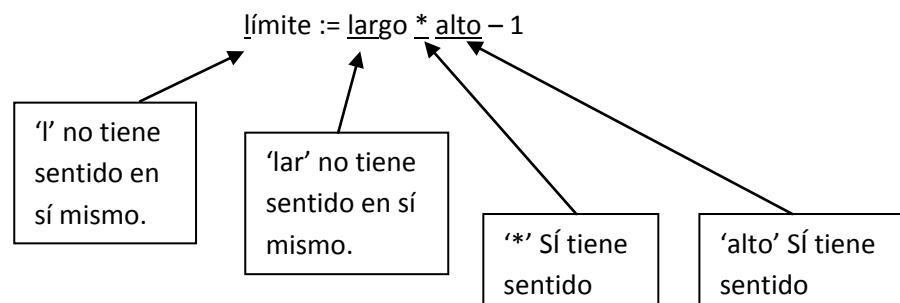 límite := largo * alto – 1
‘l’ no tiene
sentido en
sí mismo.
‘lar’ no tiene
sentido en sí
mismo.
‘*’ SÍ tiene
sentido
‘alto’ SÍ tiene
sentido